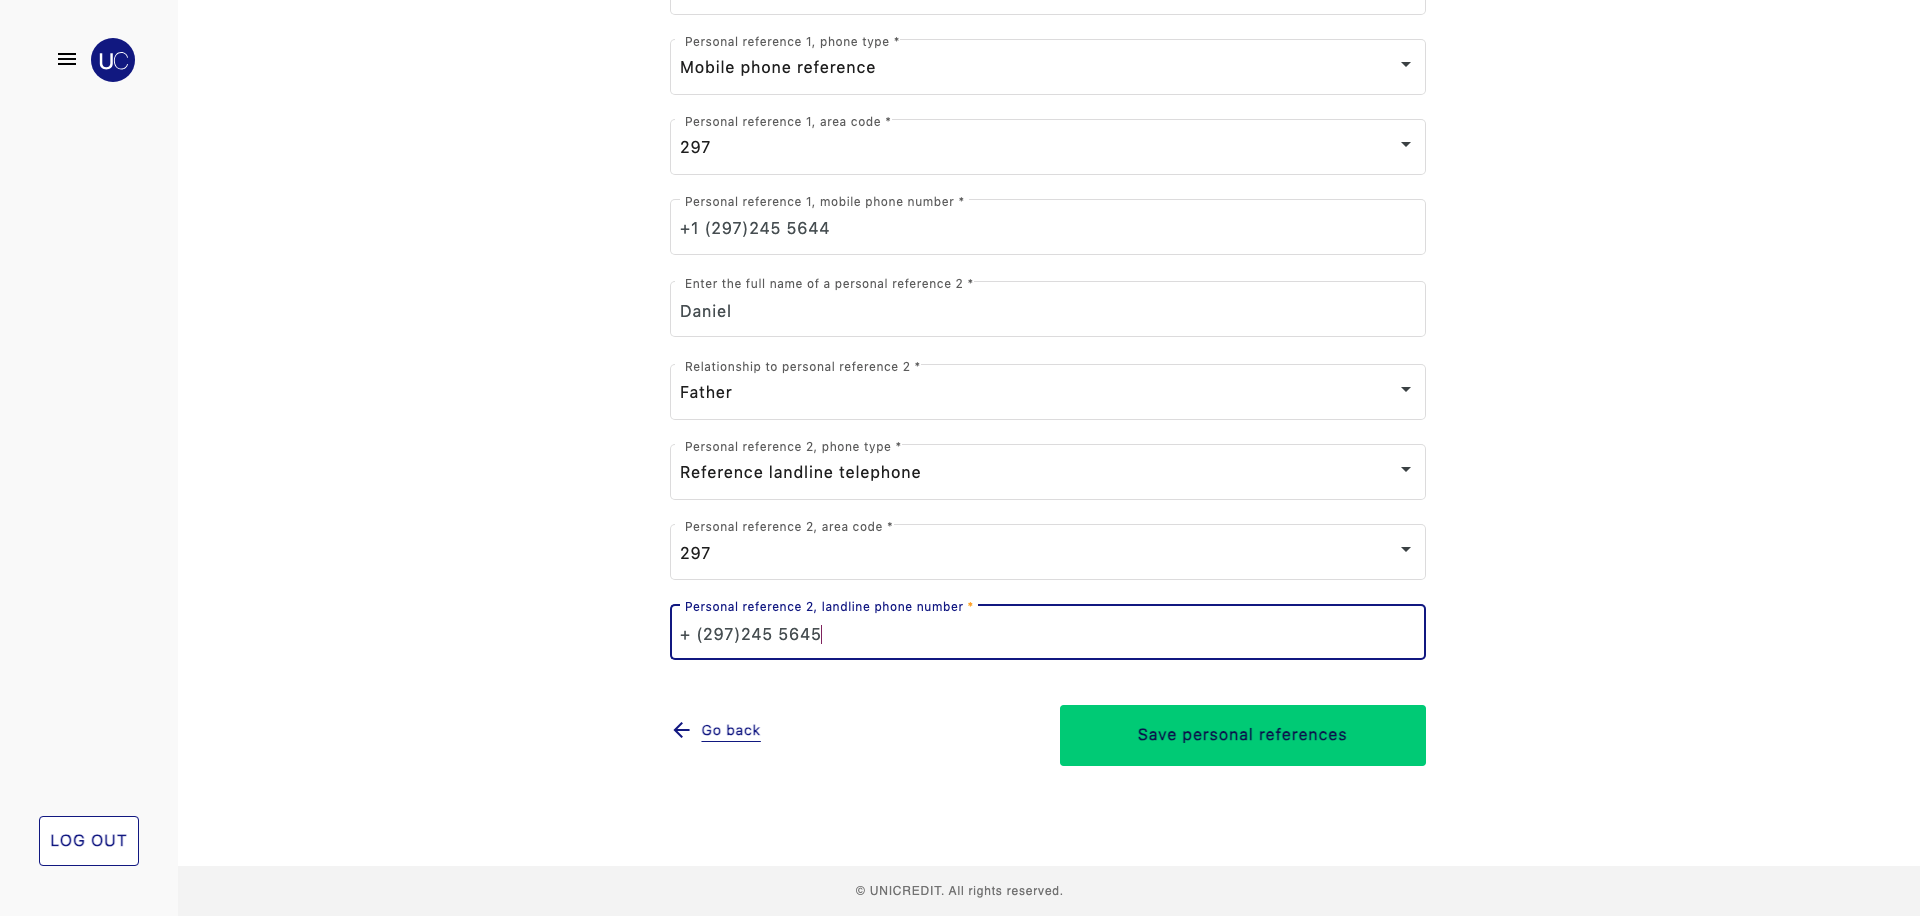 UC
Personal reference 1, phone type *
Mobile phone reference
Personal reference 1, area code *
297
Personal reference 1, mobile phone number *
+1 (297)245 5644
Enter the full name of a personal reference 2 *
Daniel
Relationship to personal reference 2 *
Father
Personal reference 2, phone type *
Reference landline telephone
Personal reference 2, area code *
297
Personal reference 2, landline phone number *
+ (297)245 5645
Go back
Save personal references
LOG OUT
© UNICREDIT. All rights reserved.